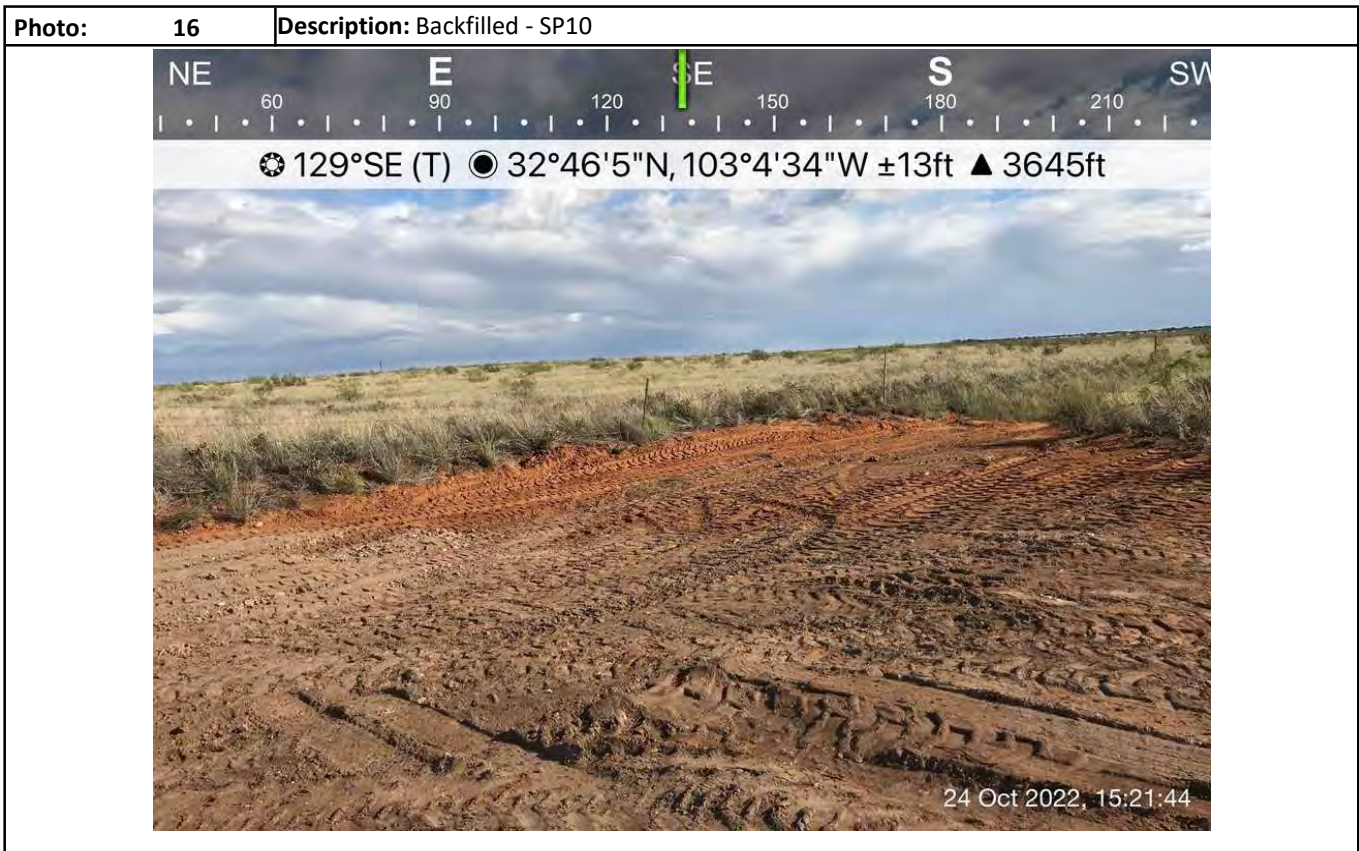 Photo: 16 Description: Backfilled - SP10
NE E SE S SW
60 90 120 150 180 210
129°SE (T) 32°46'5"N, 103°4'34"W ±13ft ▲ 3645ft
24 Oct 2022, 15:21:44